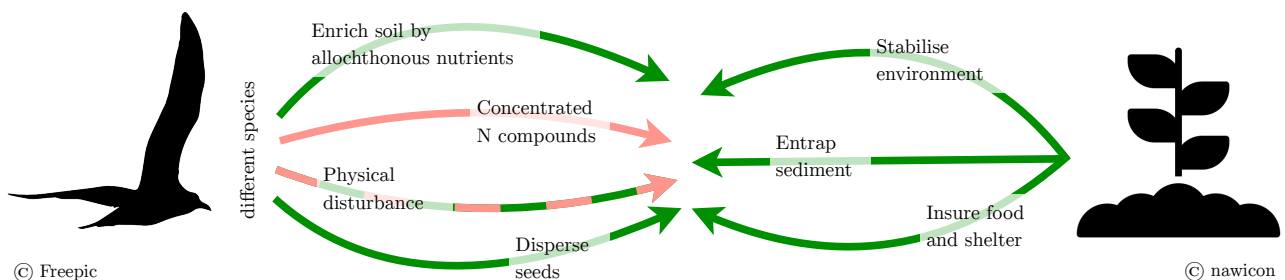 different species
Enrich soil by
allochthonous nutrients
Concentrated
N compounds
Physical
disturbance
Disperse
seeds
Stabilise
environment
Entrap
sediment
Insure food
and shelter
© Freepic
© nawicon